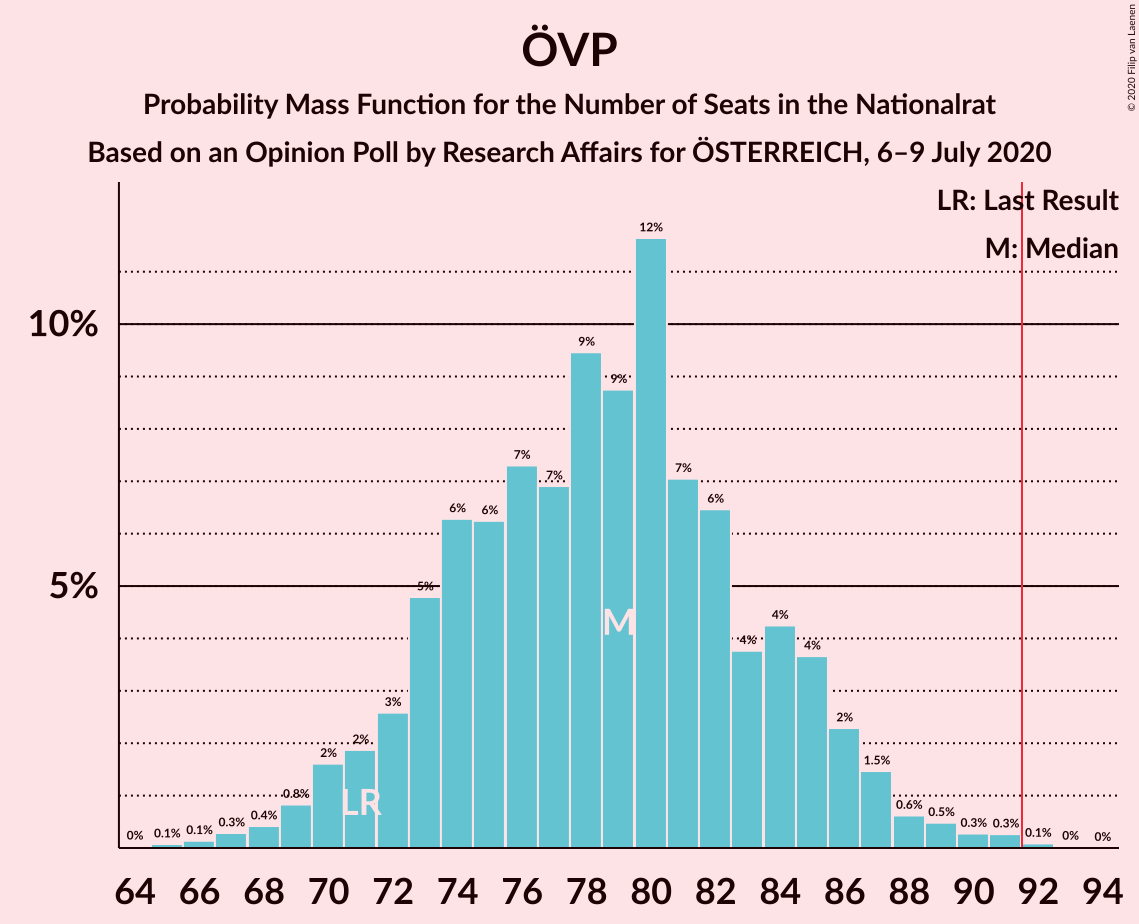 ÖVP
Probability Mass Function for the Number of Seats in the Nationalrat
Based on an Opinion Poll by Research Affairs for ÖSTERREICH, 6–9 July 2020
© 2020 Filip van Laenen
LR: Last Result
M: Median
10%
5%
0% 0.1% 0.1% 0.3% 0.4% 0.8% 2% 2% 3% 5% 6% 6% 7% 7% 9% 9% 12% 7% 6% 4% 4% 4% 2% 1.5% 0.6% 0.5% 0.3% 0.3% 0.1% 0% 0%
M
LR
64 66 68 70 72 74 76 78 80 82 84 86 88 90 92 94